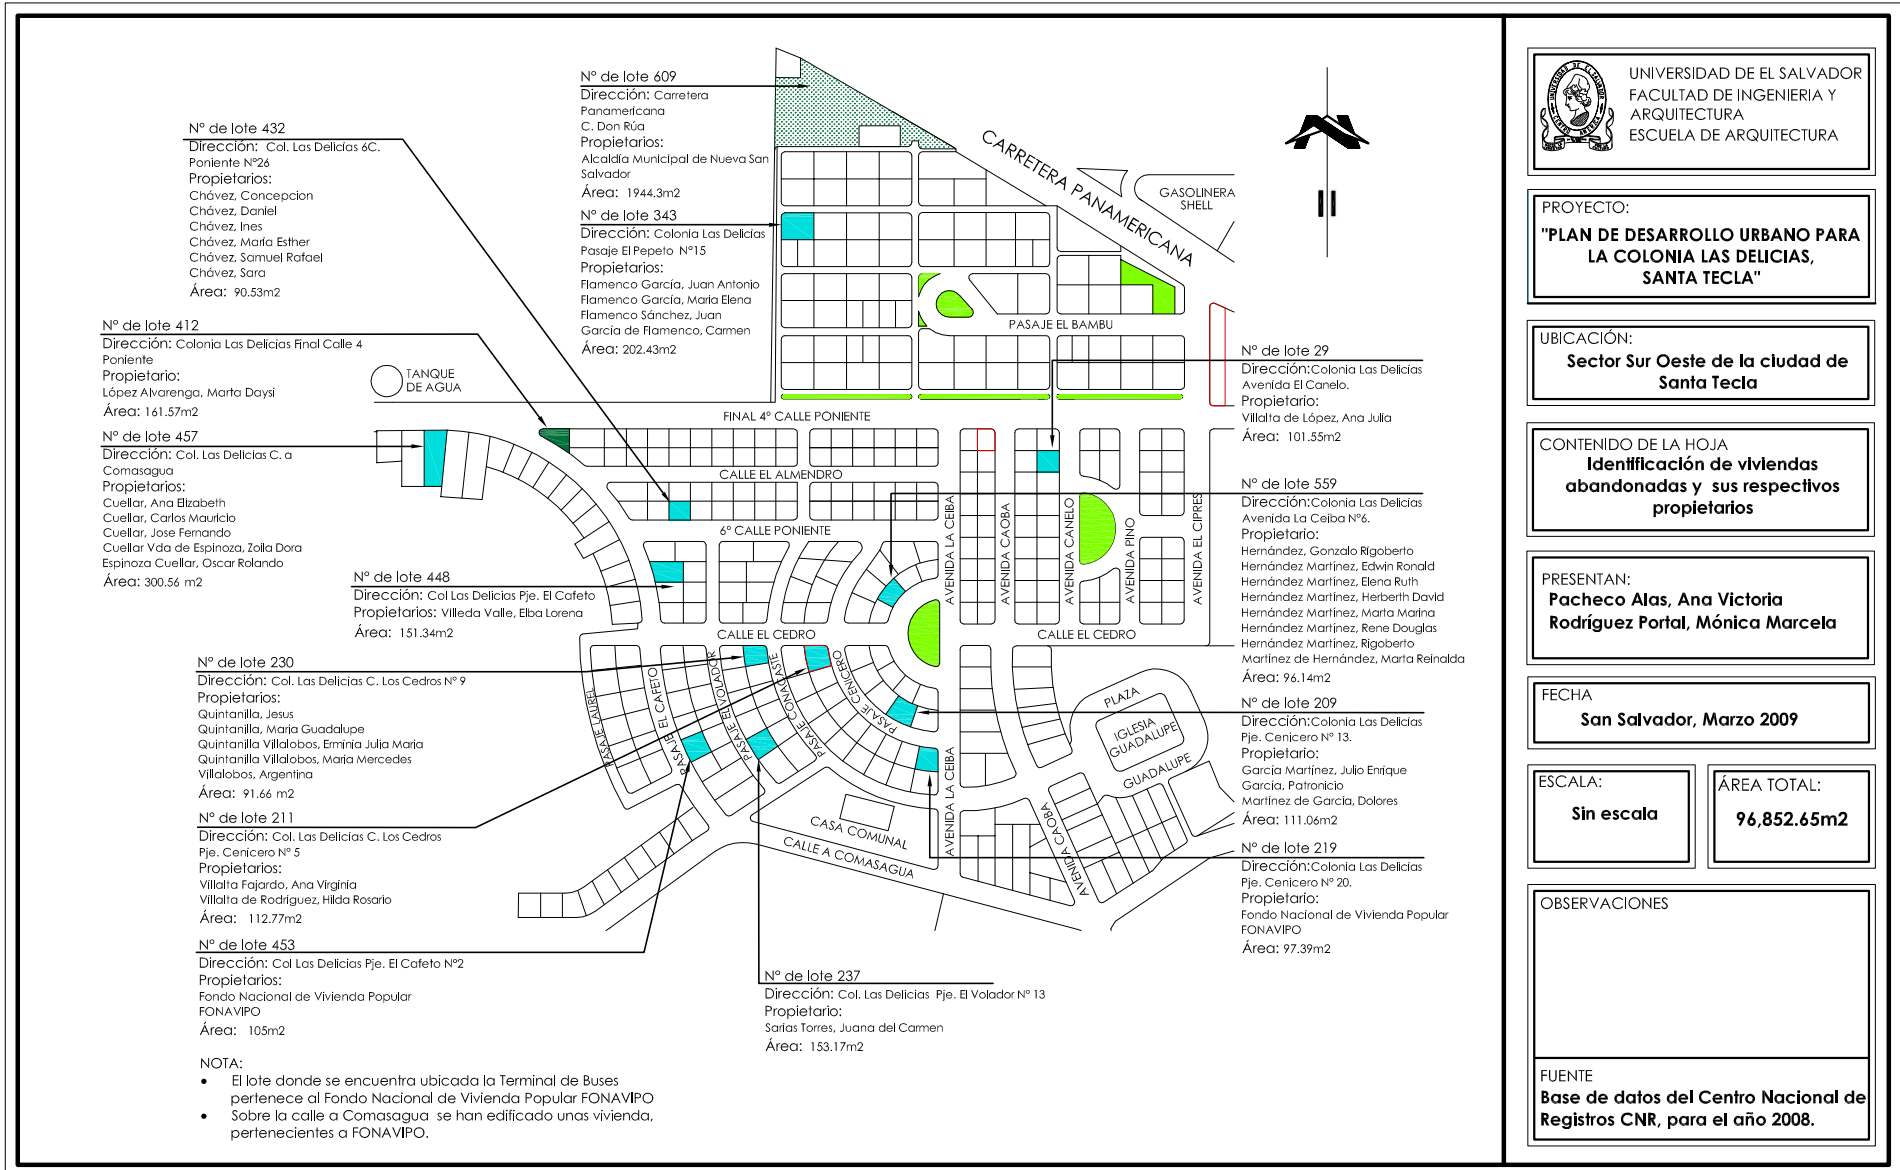 Nº de lote 609
Dirección: Carretera
Panamericana
C. Don Rúa
Propietarios:
Alcaldía Municipal de Nueva San
Salvador
Área: 1944.3m2
Nº de lote 432
Dirección: Col. Las Delicias 6C.
Poniente Nº26
Propietarios:
Chávez, Concepcion
Chávez, Daniel
Chávez, Ines
Chávez, María Esther
Chávez, Samuel Rafael
Chávez, Sara
Área: 90.53m2
Nº de lote 343
Dirección: Colonia Las Delicias
Pasaje El Pepeto Nº15
Propietarios:
Flamenco García, Juan Antonio
Flamenco García, Maria Elena
Flamenco Sánchez, Juan
García de Flamenco, Carmen
Área: 202.43m2
Nº de lote 412
Dirección: Colonia Las Delicias Final Calle 4
Poniente
Propietario:
López Alvarenga, Marta Daysi
Área: 161.57m2
Nº de lote 457
Dirección: Col. Las Delicias C. a
Comasagua
Propietarios:
Cuellar, Ana Elizabeth
Cuellar, Carlos Mauricio
Cuellar, Jose Fernando
Cuellar Vda de Espinoza, Zoila Dora
Espinoza Cuellar, Oscar Rolando
Área: 300.56 m2
Nº de lote 448
Dirección: Col Las Delicias Pje. El Cafeto
Propietarios: Villeda Valle, Elba Lorena
Área: 151.34m2
Nº de lote 230
Dirección: Col. Las Delicias C. Los Cedros Nº 9
Propietarios:
Quintanilla, Jesus
Quintanilla, Maria Guadalupe
Quintanilla Villalobos, Erminia Julia Maria
Quintanilla Villalobos, Maria Mercedes
Villalobos, Argentina
Área: 91.66 m2
Nº de lote 211
Dirección: Col. Las Delicias C. Los Cedros
Pje. Cenicero Nº 5
Propietarios:
Villalta Fajardo, Ana Virginia
Villalta de Rodriguez, Hilda Rosario
Área: 112.77m2
Nº de lote 453
Dirección: Col Las Delicias Pje. El Cafeto Nº2
Propietarios:
Fondo Nacional de Vivienda Popular
FONAVIPO
Área: 105m2
Nº de lote 237
Dirección: Col. Las Delicias Pje. El Volador Nº 13
Propietario:
Sarias Torres, Juana del Carmen
Área: 153.17m2
NOTA:
• El lote donde se encuentra ubicada la Terminal de Buses
pertenece al Fondo Nacional de Vivienda Popular FONAVIPO
• Sobre la calle a Comasagua se han edificado unas vivienda,
pertenecientes a FONAVIPO.
CARRETERA PANAMERICANA
GASOLINERA
SHELL
PASAJE EL BAMBU
TANQUE
DE AGUA
FINAL 4º CALLE PONIENTE
CALLE EL ALMENDRO
6º CALLE PONIENTE
AVENIDA LA CEIBA
AVENIDA CAOBA
AVENIDA CANELO
AVENIDA PINO
AVENIDA EL CIPRES
CALLE EL CEDRO
CALLE EL CEDRO
PASAJE LAUREL
PASAJE EL CAFETO
PASAJE EL VOLADOR
PASAJE CONACASTE
PASAJE CENICERO
PLAZA
IGLESIA
GUADALUPE
GUADALUPE
CASA COMUNAL
CALLE A COMASAGUA
AVENIDA LA CEIBA
AVENIDA CAOBA
Nº de lote 29
Dirección:Colonia Las Delicias
Avenida El Canelo.
Propietario:
Villalta de López, Ana Julia
Área: 101.55m2
Nº de lote 559
Dirección:Colonia Las Delicias
Avenida La Ceiba Nº6.
Propietario:
Hernández, Gonzalo Rigoberto
Hernández Martínez, Edwin Ronald
Hernández Martínez, Elena Ruth
Hernández Martínez, Herberth David
Hernández Martínez, Marta Marina
Hernández Martínez, Rene Douglas
Hernández Martínez, Rigoberto
Martínez de Hernández, Marta Reinalda
Área: 96.14m2
Nº de lote 209
Dirección:Colonia Las Delicias
Pje. Cenicero Nº 13.
Propietario:
García Martínez, Julio Enrique
García, Patronicio
Martínez de García, Dolores
Área: 111.06m2
Nº de lote 219
Dirección:Colonia Las Delicias
Pje. Cenicero Nº 20.
Propietario:
Fondo Nacional de Vivienda Popular
FONAVIPO
Área: 97.39m2
UNIVERSIDAD DE EL SALVADOR
FACULTAD DE INGENIERIA Y
ARQUITECTURA
ESCUELA DE ARQUITECTURA
PROYECTO:
"PLAN DE DESARROLLO URBANO PARA
LA COLONIA LAS DELICIAS,
SANTA TECLA"
UBICACIÓN:
Sector Sur Oeste de la ciudad de
Santa Tecla
CONTENIDO DE LA HOJA
Identificación de viviendas
abandonadas y sus respectivos
propietarios
PRESENTAN:
Pacheco Alas, Ana Victoria
Rodríguez Portal, Mónica Marcela
FECHA
San Salvador, Marzo 2009
ESCALA:
Sin escala
ÁREA TOTAL:
96,852.65m2
OBSERVACIONES
FUENTE
Base de datos del Centro Nacional de
Registros CNR, para el año 2008.